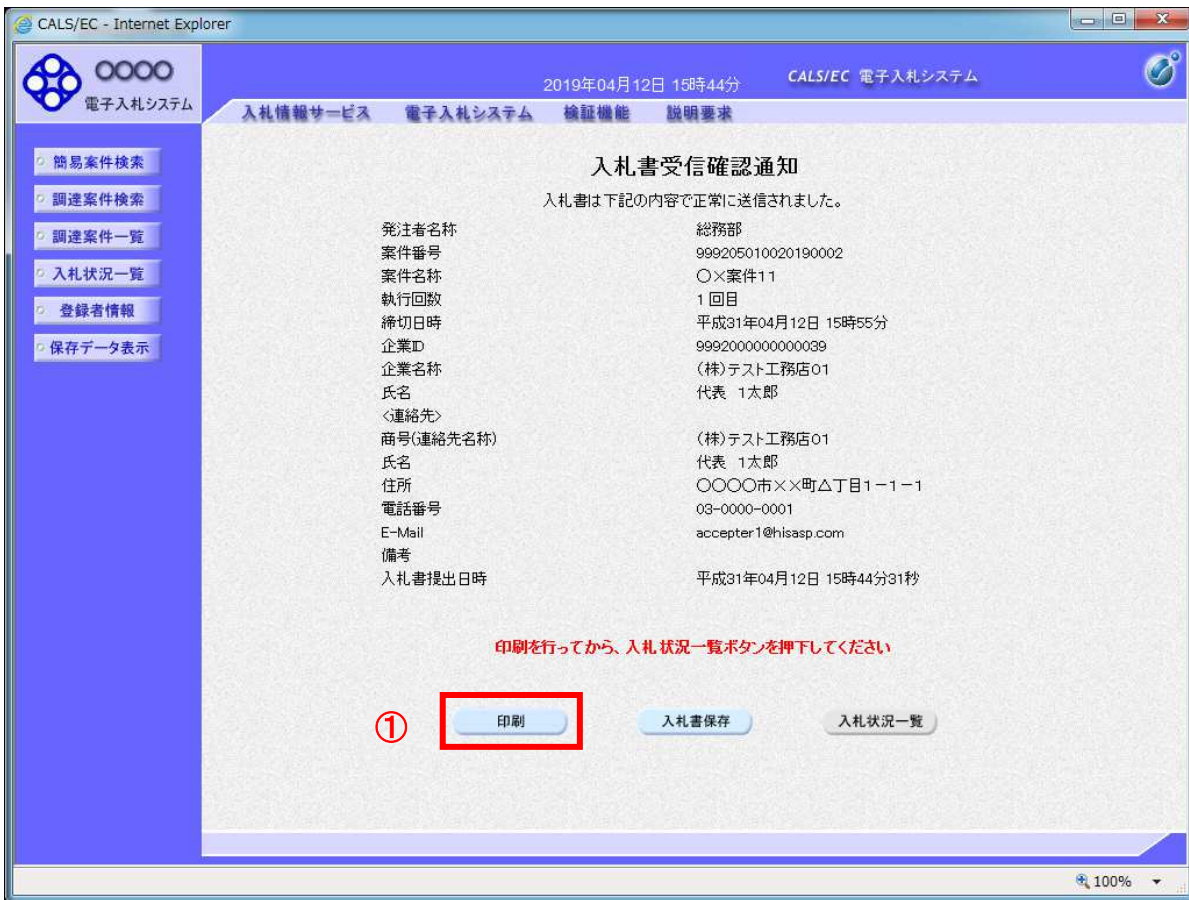 CALS/EC - Internet Explorer
OOOO
電子入札システム
2019年04月12日 15時44分
CALS/EC 電子入札システム
入札情報サービス 電子入札システム 検証機能 説明要求
簡易案件検索
調達案件検索
調達案件一覧
入札状況一覧
登録者情報
保存データ表示
入札書受信確認通知
入札書は下記の内容で正常に送信されました。
発注者名称 総務部
案件番号 999205010020190002
案件名称 ○×案件11
執行回数 1回目
締切日時 平成31年04月12日 15時55分
企業ID 9992000000000039
企業名称 (株)テスト工務店01
氏名 代表 1太郎
<連絡先>
商号(連絡先名称) (株)テスト工務店01
氏名 代表 1太郎
住所 ○○○○市××町△丁目1-1-1
電話番号 03-0000-0001
E-Mail accepter1@hisasp.com
備考
入札書提出日時 平成31年04月12日 15時44分31秒
印刷を行ってから、入札状況一覧ボタンを押下してください
① 印刷 入札書保存 入札状況一覧
100%